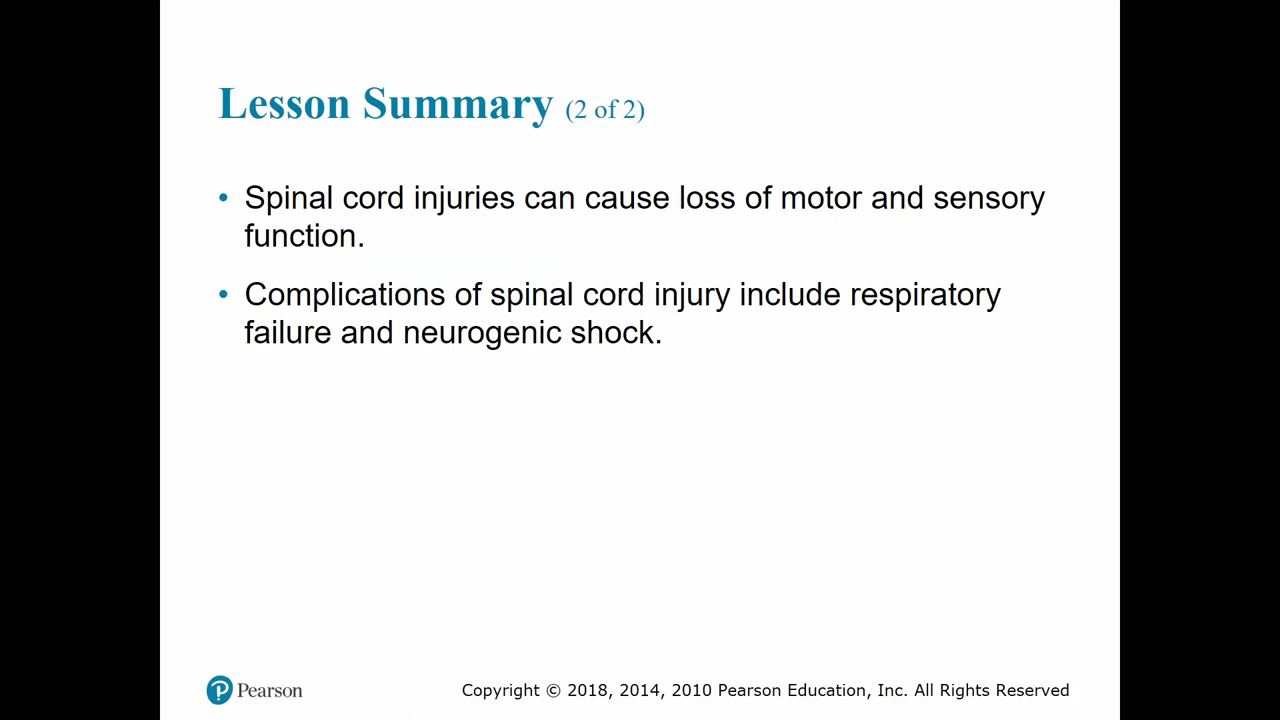 Lesson Summary (2 of 2)
• Spinal cord injuries can cause loss of motor and sensory
function.
• Complications of spinal cord injury include respiratory
failure and neurogenic shock.
Pearson
Copyright © 2018, 2014, 2010 Pearson Education, Inc. All Rights Reserved